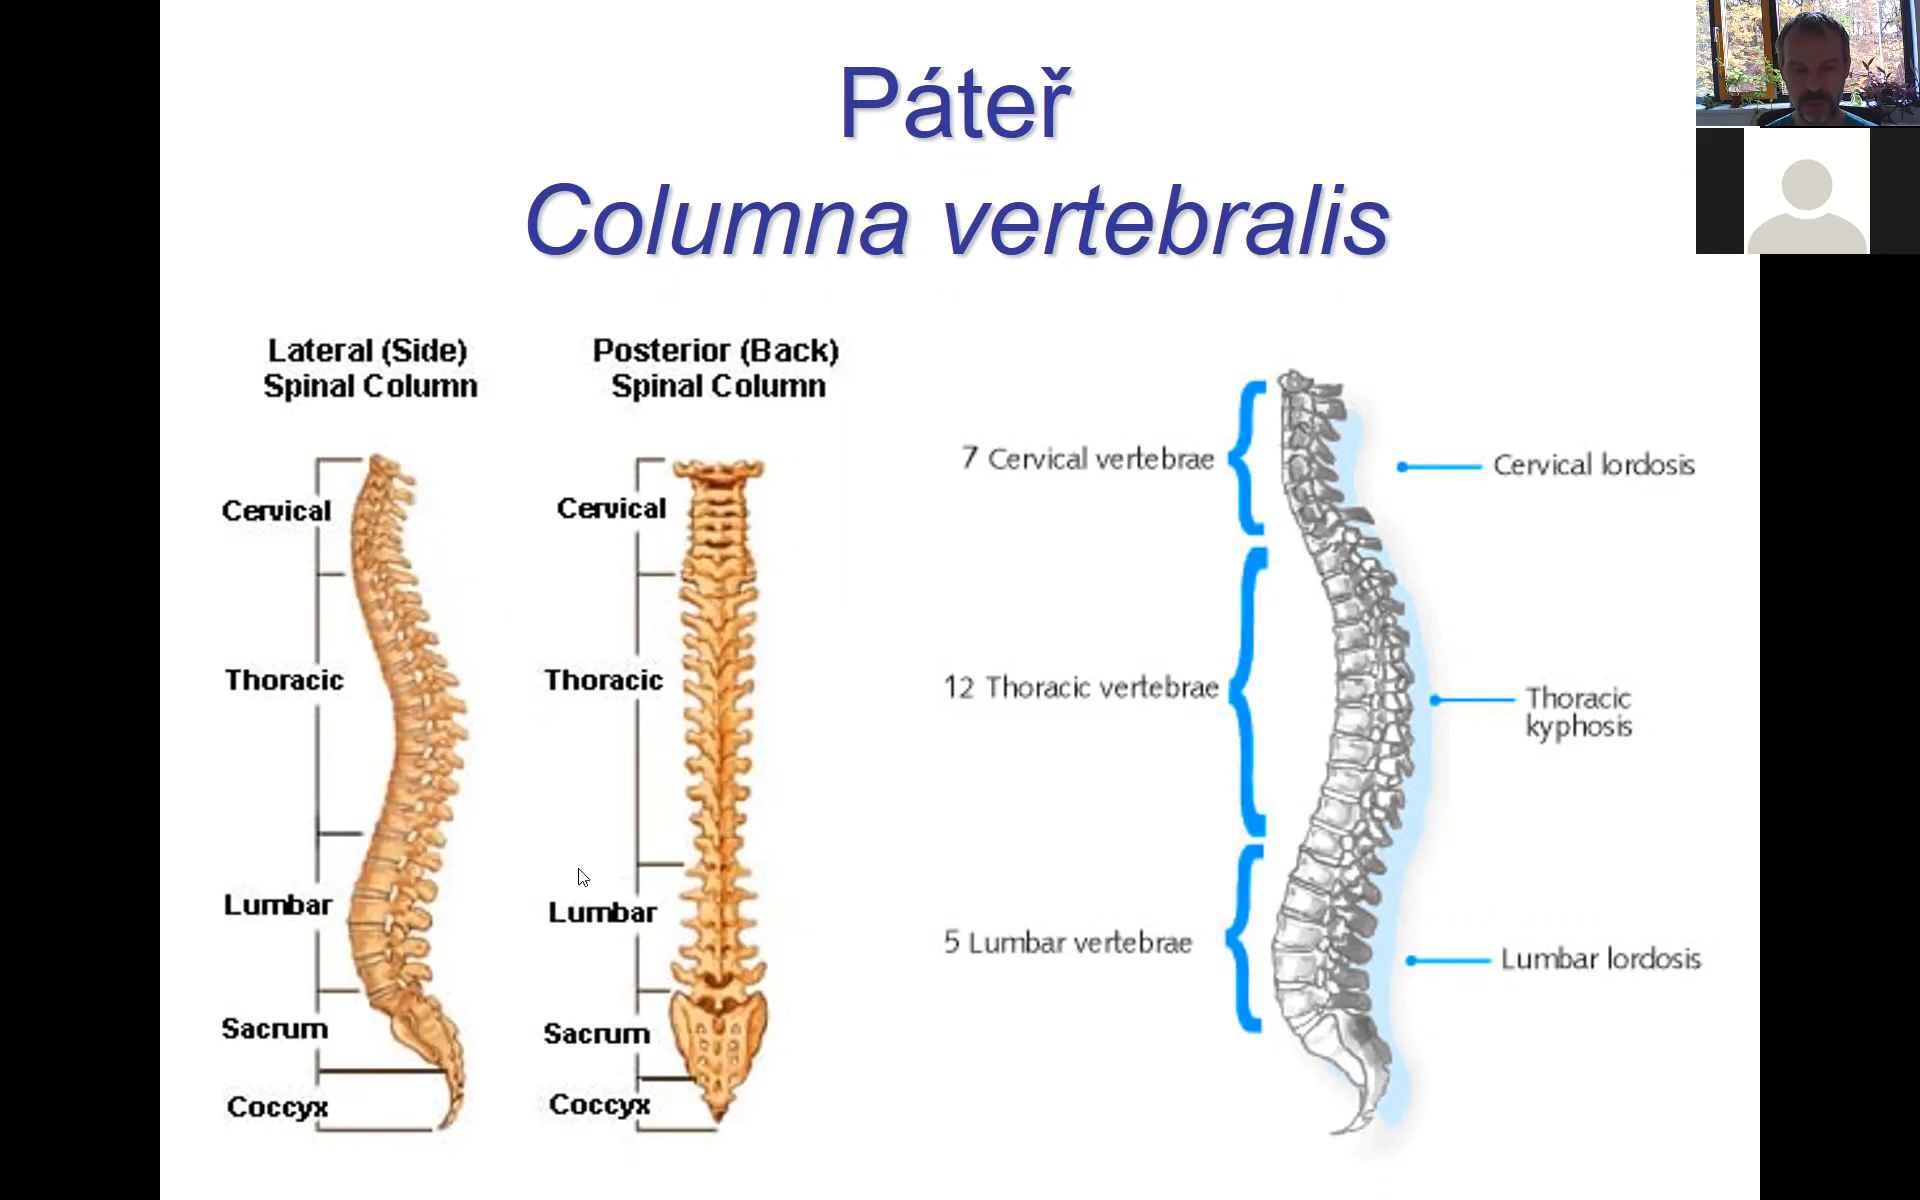 Páteř
Columna vertebralis
Lateral (Side)
Spinal Column
Cervical
Thoracic
Lumbar
Sacrum
Coccyx
Posterior (Back)
Spinal Column
Cervical
Thoracic
Lumbar
Sacrum
Coccyx
7 Cervical vertebrae
12 Thoracic vertebrae
5 Lumbar vertebrae
Cervical lordosis
Thoracic
kyphosis
Lumbar lordosis